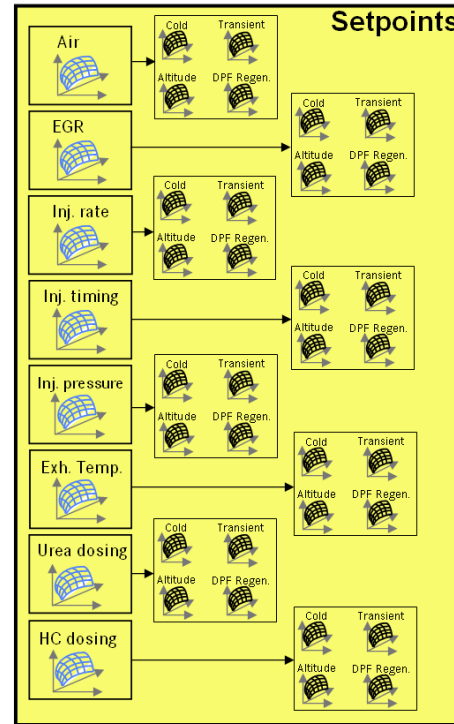 Setpoints
Air
Cold Transient
Altitude DPF Regen.
EGR
Cold Transient
Altitude DPF Regen.
Inj. rate
Cold Transient
Altitude DPF Regen.
Inj. timing
Cold Transient
Altitude DPF Regen.
Inj. pressure
Cold Transient
Altitude DPF Regen.
Exh. Temp.
Cold Transient
Altitude DPF Regen.
Urea dosing
Cold Transient
Altitude DPF Regen.
HC dosing
Cold Transient
Altitude DPF Regen.